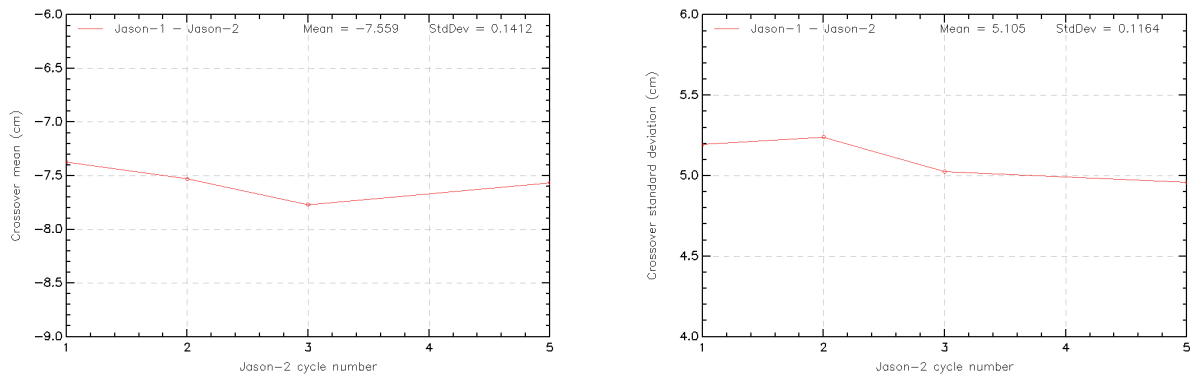 Jason-1 - Jason-2 Mean = -7.559 StdDev = 0.1412
-6.0
-6.5
-7.0
-7.5
-8.0
-8.5
-9.0
Crossover mean (cm)
1 2 3 4 5
Jason-2 cycle number
Jason-1 - Jason-2 Mean = 5.105 StdDev = 0.1164
6.0
5.5
5.0
4.5
4.0
Crossover standard deviation (cm)
1 2 3 4 5
Jason-2 cycle number